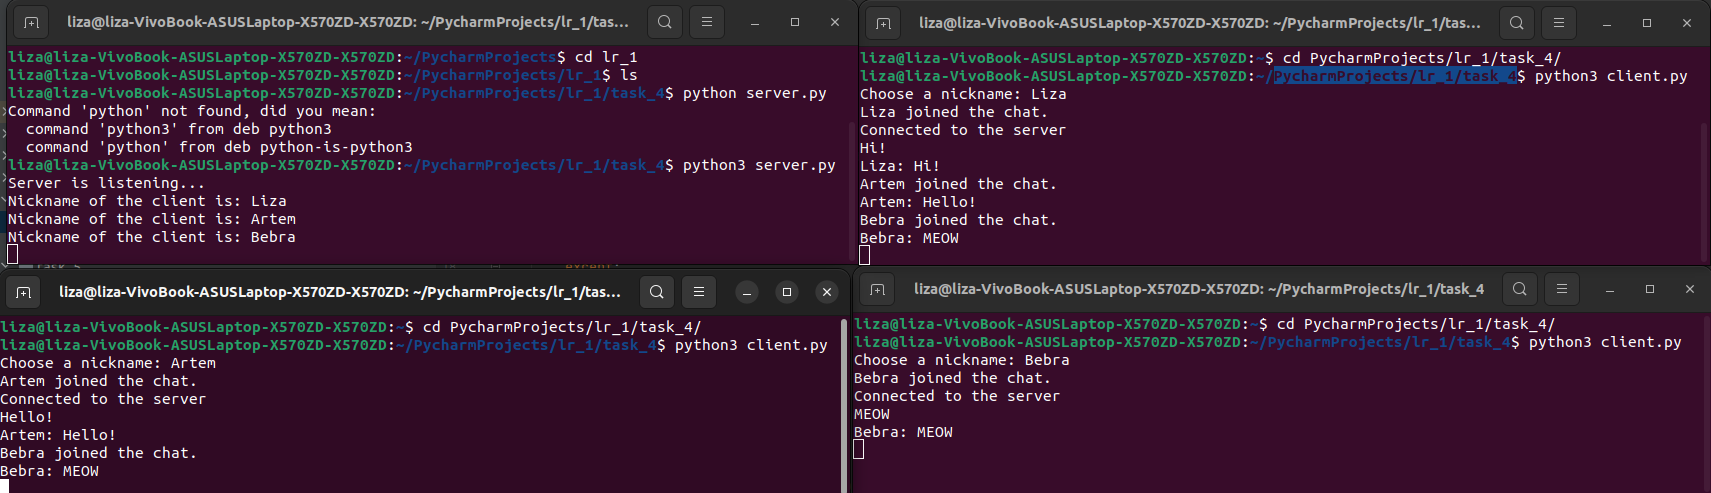 liza@liza-VivoBook-ASUSLaptop-X570ZD-X570ZD: ~/PycharmProjects/lr_1/tas...
liza@liza-VivoBook-ASUSLaptop-X570ZD-X570ZD:~/PycharmProjects$ cd lr_1
liza@liza-VivoBook-ASUSLaptop-X570ZD-X570ZD:~/PycharmProjects/lr_1$ ls
liza@liza-VivoBook-ASUSLaptop-X570ZD-X570ZD:~/PycharmProjects/lr_1/task_4$ python server.py
Command 'python' not found, did you mean:
  command 'python3' from deb python3
  command 'python' from deb python-is-python3
liza@liza-VivoBook-ASUSLaptop-X570ZD-X570ZD:~/PycharmProjects/lr_1/task_4$ python3 server.py
Server is listening...
Nickname of the client is: Liza
Nickname of the client is: Artem
Nickname of the client is: Bebra
liza@liza-VivoBook-ASUSLaptop-X570ZD-X570ZD: ~/PycharmProjects/lr_1/tas...
liza@liza-VivoBook-ASUSLaptop-X570ZD-X570ZD:~$ cd PycharmProjects/lr_1/task_4/
liza@liza-VivoBook-ASUSLaptop-X570ZD-X570ZD:~/PycharmProjects/lr_1/task_4$ python3 client.py
Choose a nickname: Liza
Liza joined the chat.
Connected to the server
Hi!
Liza: Hi!
Artem joined the chat.
Artem: Hello!
Bebra joined the chat.
Bebra: MEOW
liza@liza-VivoBook-ASUSLaptop-X570ZD-X570ZD: ~/PycharmProjects/lr_1/tas...
liza@liza-VivoBook-ASUSLaptop-X570ZD-X570ZD:~$ cd PycharmProjects/lr_1/task_4/
liza@liza-VivoBook-ASUSLaptop-X570ZD-X570ZD:~/PycharmProjects/lr_1/task_4$ python3 client.py
Choose a nickname: Artem
Artem joined the chat.
Connected to the server
Hello!
Artem: Hello!
Bebra joined the chat.
Bebra: MEOW
liza@liza-VivoBook-ASUSLaptop-X570ZD-X570ZD: ~/PycharmProjects/lr_1/task_4
liza@liza-VivoBook-ASUSLaptop-X570ZD-X570ZD:~$ cd PycharmProjects/lr_1/task_4/
liza@liza-VivoBook-ASUSLaptop-X570ZD-X570ZD:~/PycharmProjects/lr_1/task_4$ python3 client.py
Choose a nickname: Bebra
Bebra joined the chat.
Connected to the server
MEOW
Bebra: MEOW